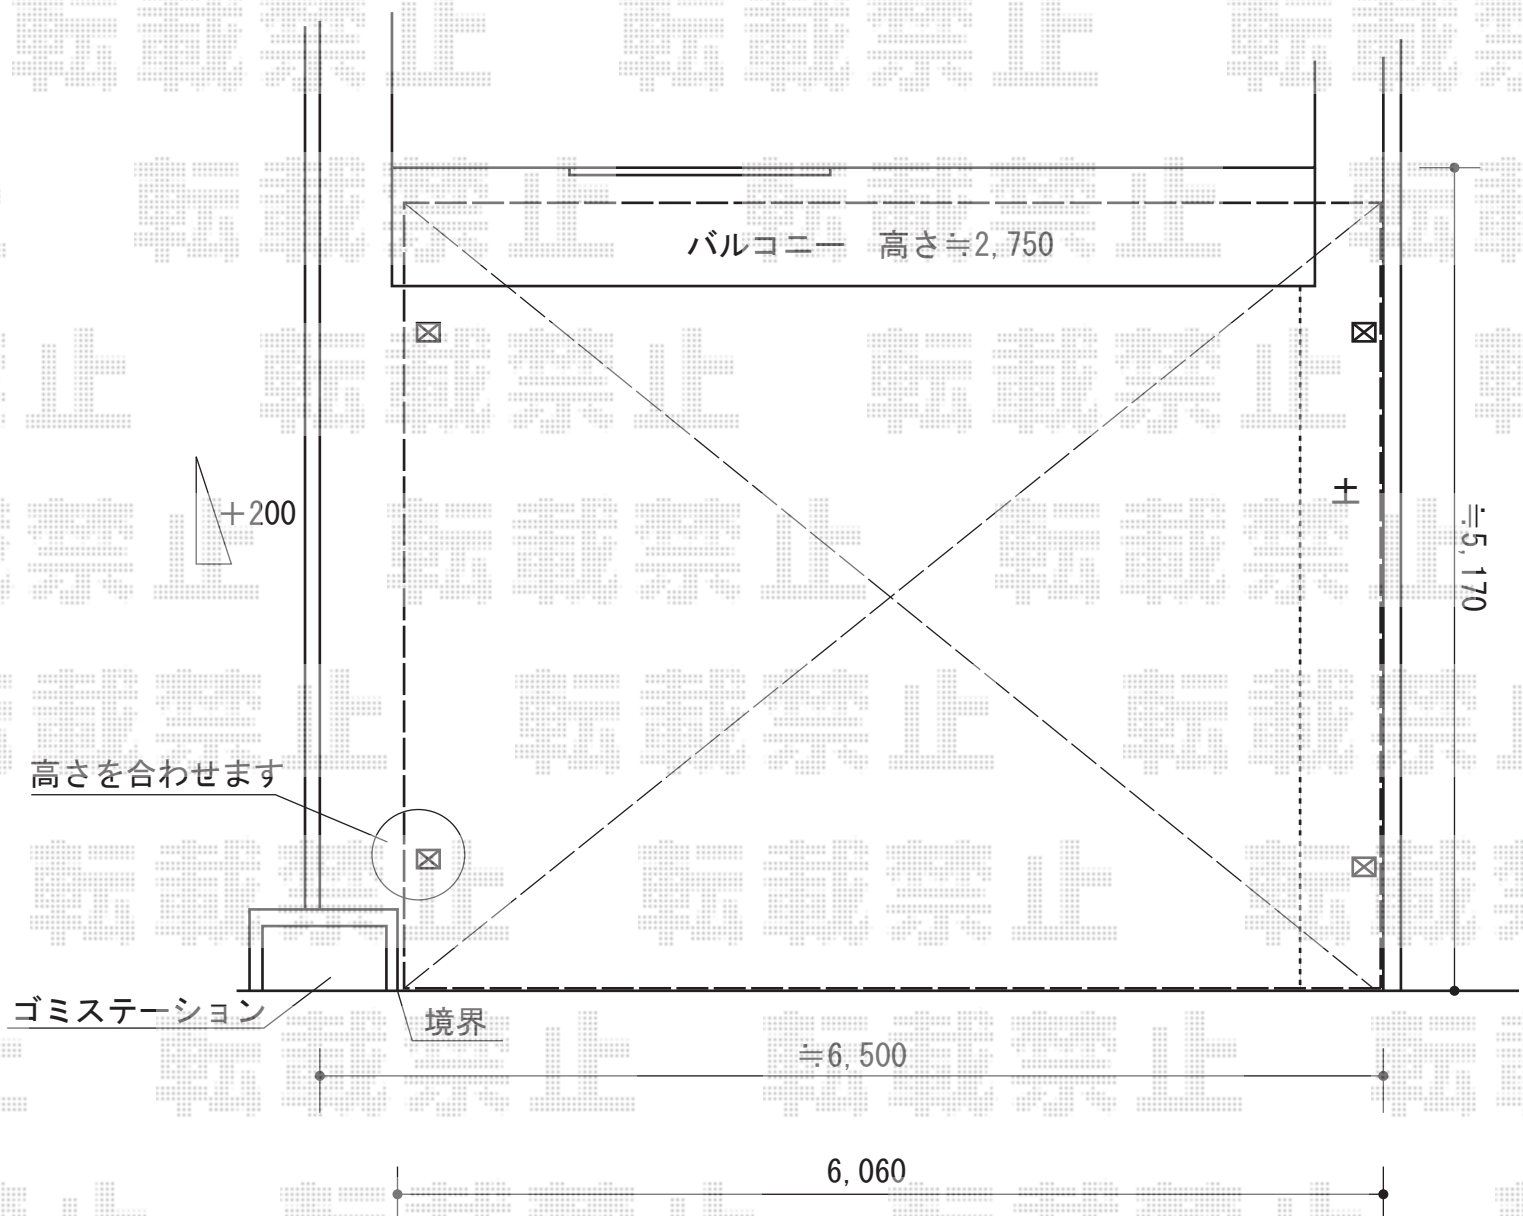 バルコニー 高さ≒2,750
+200
±
≒5,170
高さを合わせます
ゴミステーション
境界
≒6,500
6,060
転載禁止